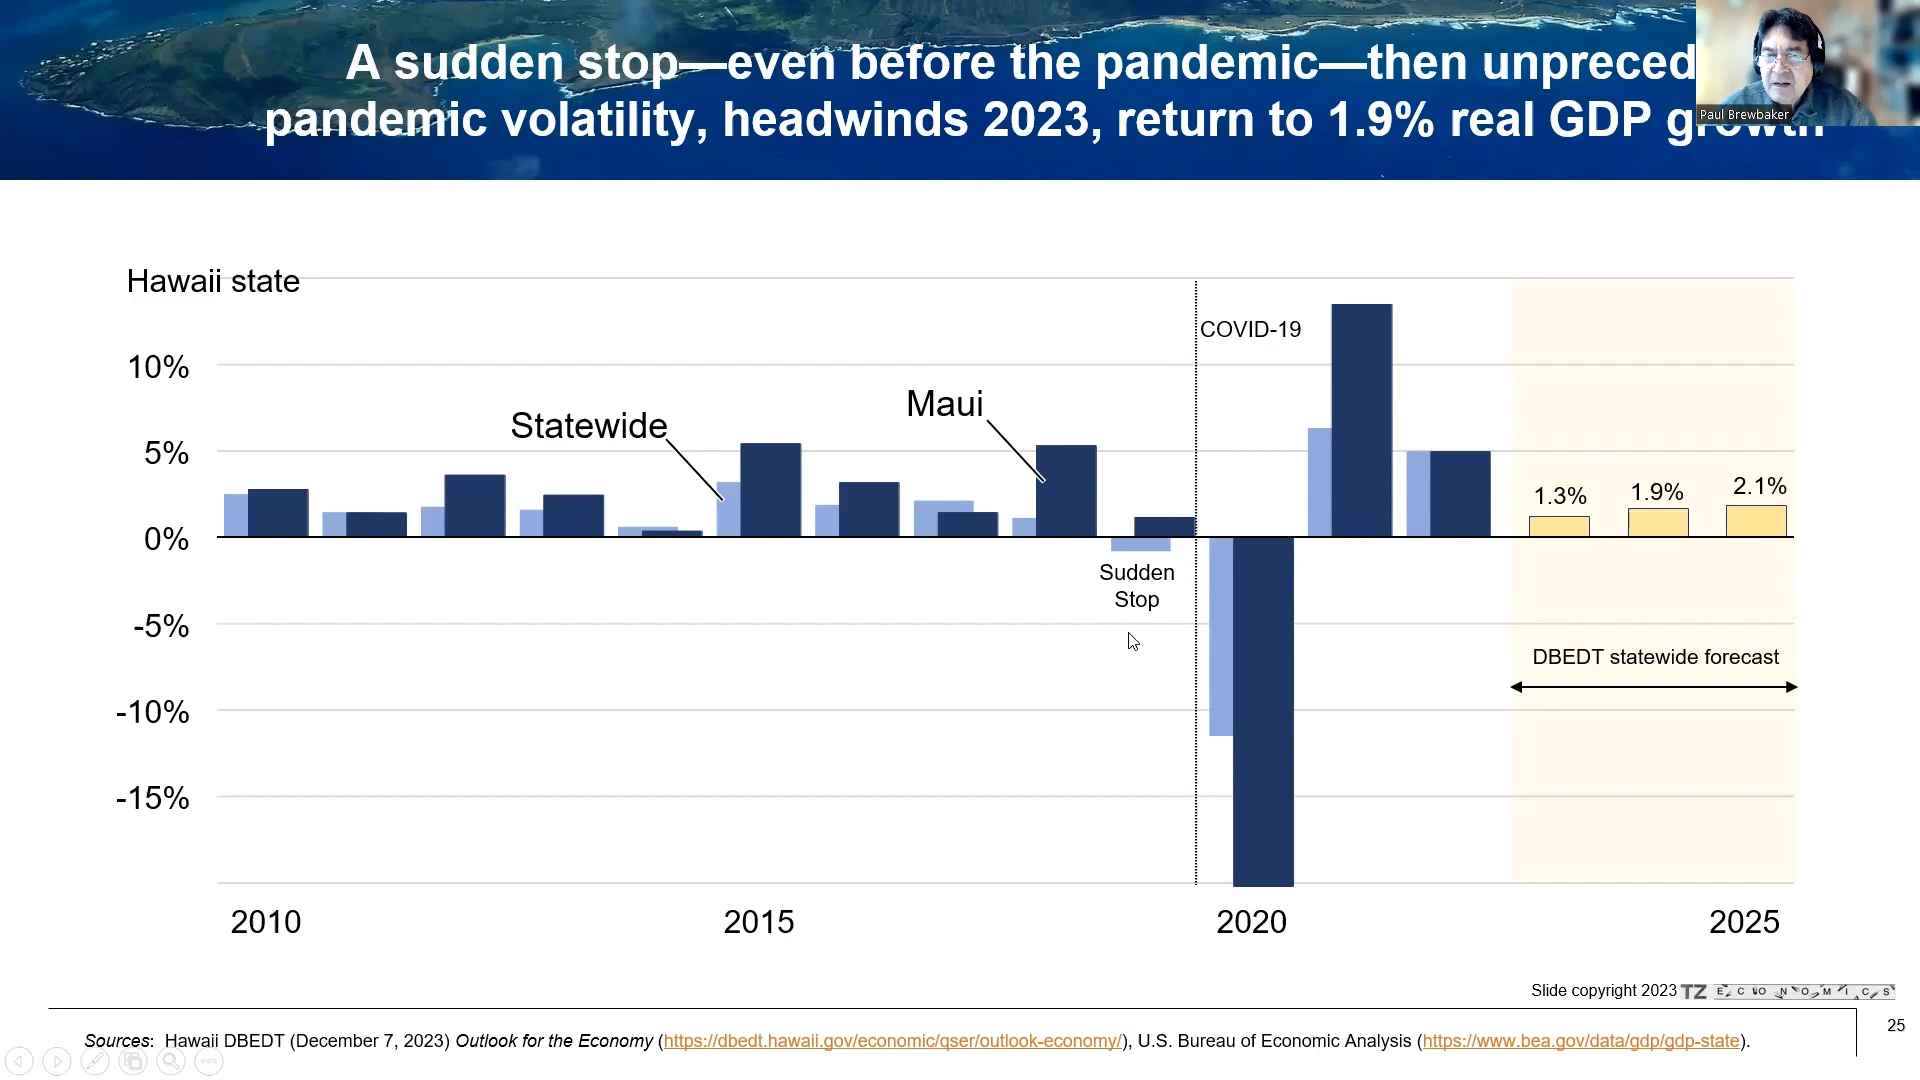 A sudden stop—even before the pandemic—then unpreced
pandemic volatility, headwinds 2023, return to 1.9% real GDP growth
Paul Brewbaker
Hawaii state
COVID-19
10%
Maui
Statewide
5%
1.3%
1.9%
2.1%
0%
Sudden
Stop
-5%
DBEDT statewide forecast
-10%
-15%
2010
2015
2020
2025
Slide copyright 2023 TZ ECONOMICS
25
Sources: Hawaii DBEDT (December 7, 2023) Outlook for the Economy (https://dbedt.hawaii.gov/economic/qser/outlook-economy/), U.S. Bureau of Economic Analysis (https://www.bea.gov/data/gdp/gdp-state).